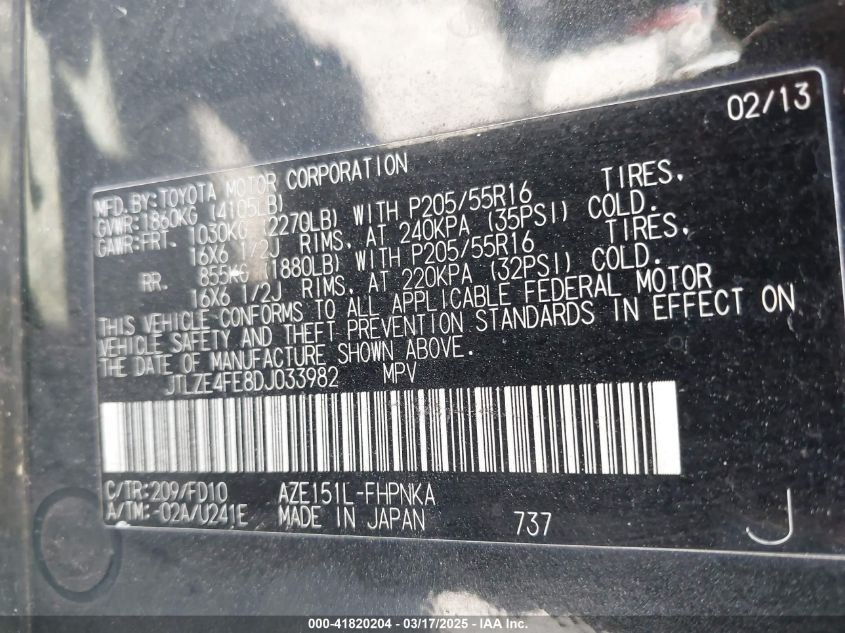 02/13
MFD. BY: TOYOTA MOTOR CORPORATION
GVWR: 1860KG (4105LB)
GAWR: FRT. 1030KG (2270LB) WITH P205/55R16 TIRES,
16X6 1/2J RIMS, AT 240KPA (35PSI) COLD.
RR. 855KG (1880LB) WITH P205/55R16 TIRES,
16X6 1/2J RIMS, AT 220KPA (32PSI) COLD.
THIS VEHICLE CONFORMS TO ALL APPLICABLE FEDERAL MOTOR
VEHICLE SAFETY AND THEFT PREVENTION STANDARDS IN EFFECT ON
THE DATE OF MANUFACTURE SHOWN ABOVE.
JTLZE4FE8DJ033982 MPV
C/TR: 209/FD10 AZE151L-FHPNKA
A/TM: -02A/U241E MADE IN JAPAN 737 J
000-41820204 - 03/17/2025 - IAA Inc.